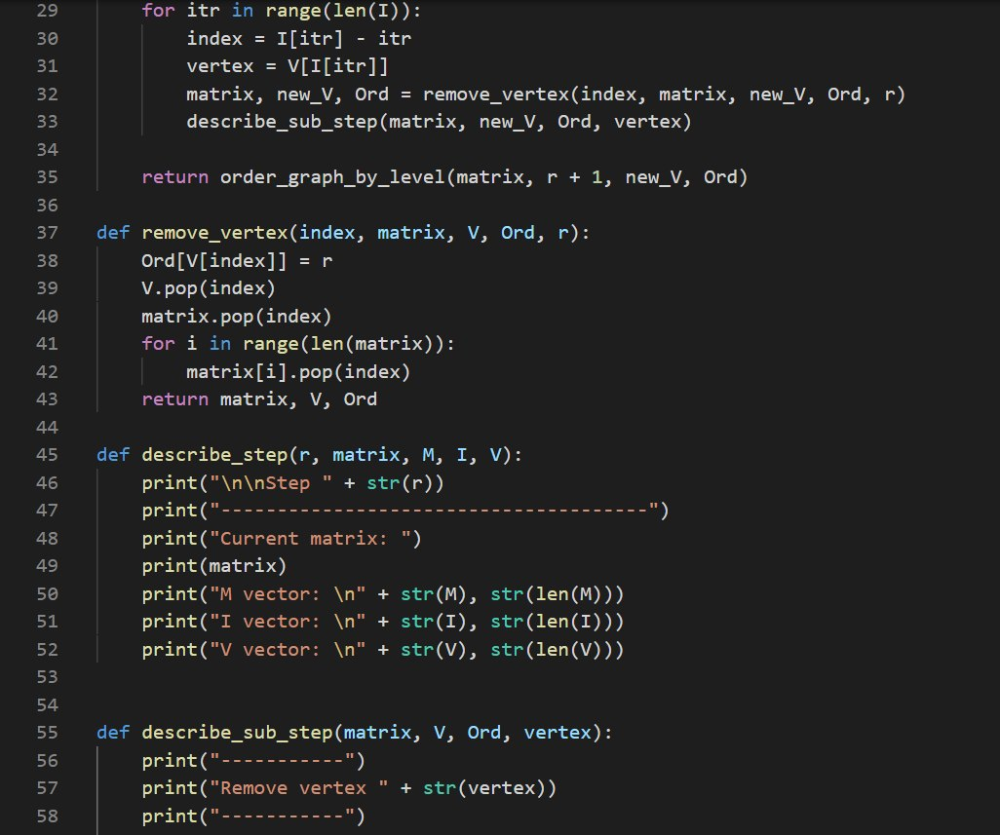 29 for itr in range(len(I)):
30 index = I[itr] - itr
31 vertex = V[I[itr]]
32 matrix, new_V, Ord = remove_vertex(index, matrix, new_V, Ord, r)
33 describe_sub_step(matrix, new_V, Ord, vertex)
34
35 return order_graph_by_level(matrix, r + 1, new_V, Ord)
36
37 def remove_vertex(index, matrix, V, Ord, r):
38 Ord[V[index]] = r
39 V.pop(index)
40 matrix.pop(index)
41 for i in range(len(matrix)):
42 matrix[i].pop(index)
43 return matrix, V, Ord
44
45 def describe_step(r, matrix, M, I, V):
46 print("\n\nStep " + str(r))
47 print("--------------------------------------")
48 print("Current matrix: ")
49 print(matrix)
50 print("M vector: \n" + str(M), str(len(M)))
51 print("I vector: \n" + str(I), str(len(I)))
52 print("V vector: \n" + str(V), str(len(V)))
53
54
55 def describe_sub_step(matrix, V, Ord, vertex):
56 print("-----------")
57 print("Remove vertex " + str(vertex))
58 print("-----------")